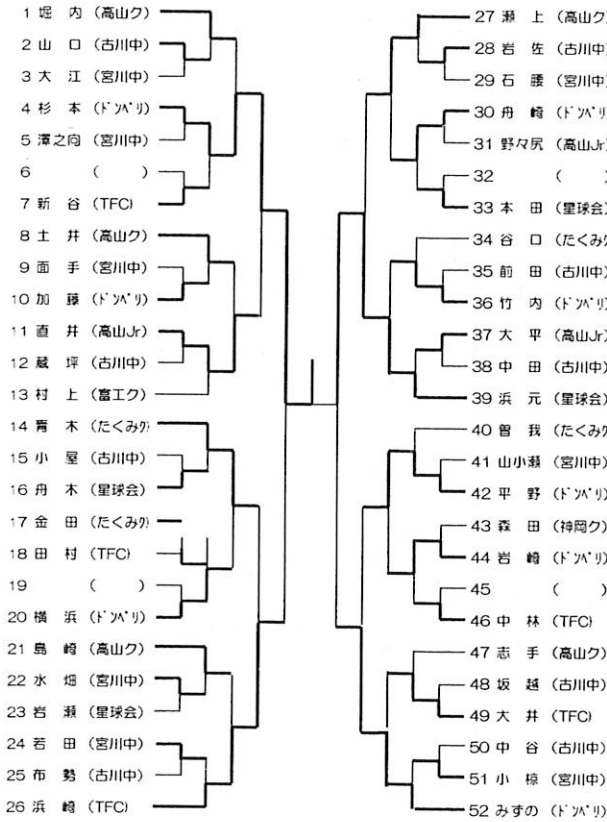 1 堀 内 (高山ク)
2 山 口 (古川中)
3 大 江 (宮川中)
4 杉 本 (ドンペリ)
5 澤之向 (宮川中)
6 ( )
7 新 谷 (TFC)
8 土 井 (高山ク)
9 面 手 (宮川中)
10 加 藤 (ドンペリ)
11 直 井 (高山Jr)
12 蔵 坪 (古川中)
13 村 上 (富工ク)
14 青 木 (たくみク)
15 小 屋 (古川中)
16 舟 木 (星球会)
17 金 田 (たくみク)
18 田 村 (TFC)
19 ( )
20 横 浜 (ドンペリ)
21 島 崎 (高山ク)
22 水 畑 (宮川中)
23 岩 瀬 (星球会)
24 若 田 (宮川中)
25 布 勢 (古川中)
26 浜 崎 (TFC)
27 瀬 上 (高山ク)
28 岩 佐 (古川中)
29 石 腰 (宮川中)
30 舟 崎 (ドンペリ)
31 野々尻 (高山Jr)
32 ( )
33 本 田 (星球会)
34 谷 口 (たくみク
35 前 田 (古川中)
36 竹 内 (ドンペリ)
37 大 平 (高山Jr)
38 中 田 (古川中)
39 浜 元 (星球会)
40 曽 我 (たくみク
41 山小瀬 (宮川中)
42 平 野 (ドンペリ)
43 森 田 (神岡ク)
44 岩 崎 (ドンペリ)
45 ( )
46 中 林 (TFC)
47 志 手 (高山ク)
48 坂 越 (古川中)
49 大 井 (TFC)
50 中 谷 (古川中)
51 小 椋 (宮川中)
52 みずの (ドンペリ)